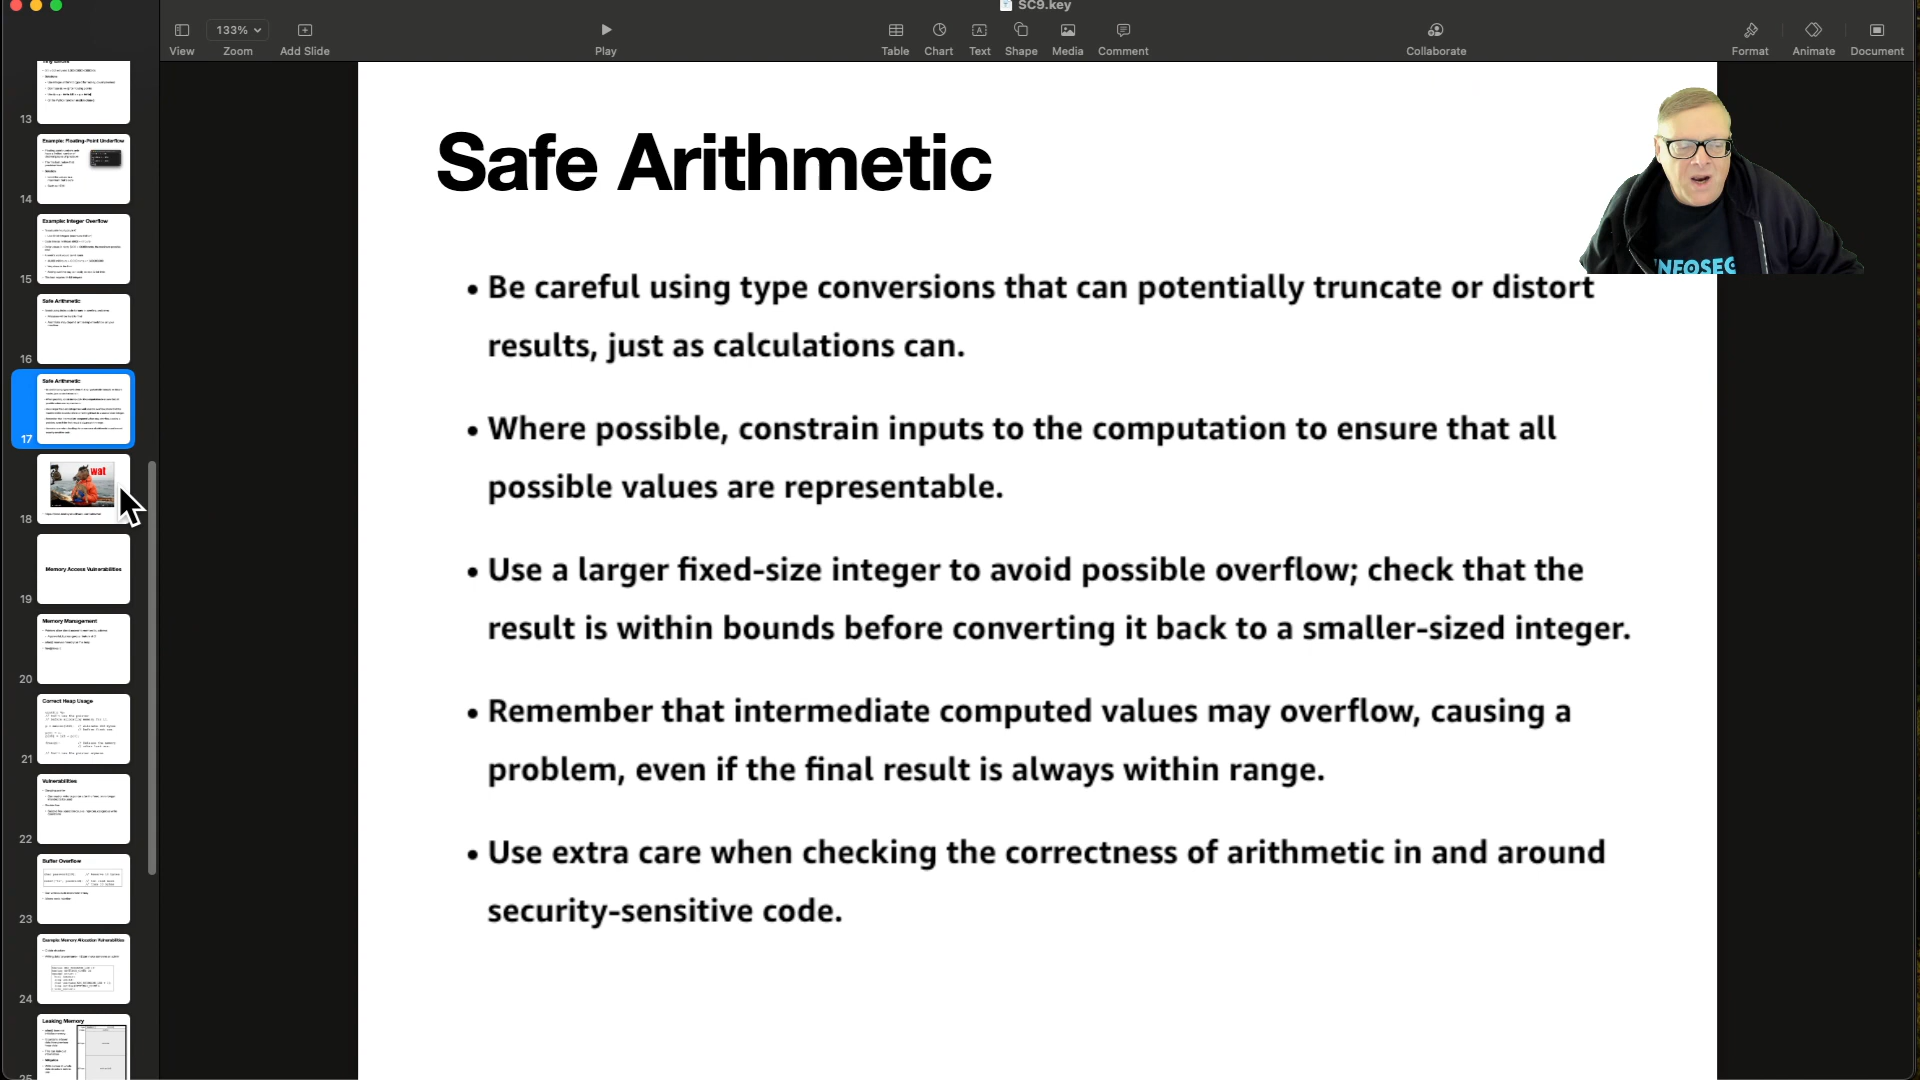 SC9.key
133%
View
Zoom
Add Slide
Play
Table
Chart
Text
Shape
Media
Comment
Collaborate
Format
Animate
Document
13
Example: Floating-Point Underflow
14
Example: Integer Overflow
15
Safe Arithmetic
16
Safe Arithmetic
17
wat
18
Memory Access Vulnerabilities
19
Memory Management
20
Correct Heap Usage
21
Vulnerabilities
22
Buffer Overflow
23
Example: Memory Allocation Vulnerabilities
24
Leaking Memory
Safe Arithmetic
• Be careful using type conversions that can potentially truncate or distort
results, just as calculations can.
• Where possible, constrain inputs to the computation to ensure that all
possible values are representable.
• Use a larger fixed-size integer to avoid possible overflow; check that the
result is within bounds before converting it back to a smaller-sized integer.
• Remember that intermediate computed values may overflow, causing a
problem, even if the final result is always within range.
• Use extra care when checking the correctness of arithmetic in and around
security-sensitive code.
INFOSEC